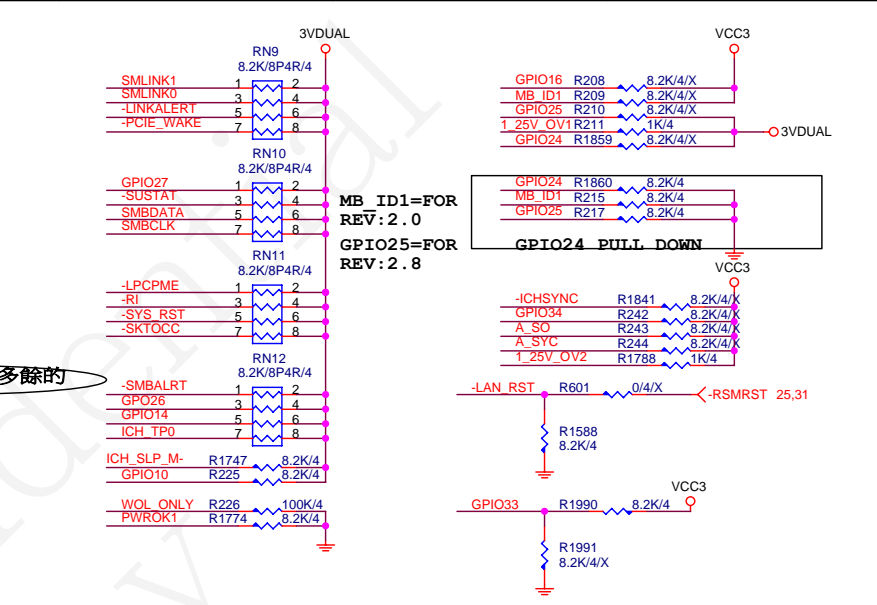 3VDUAL
RN9
8.2K/8P4R/4
SMLINK1 1 2
SMLINK0 3 4
-LINKALERT 5 6
-PCIE_WAKE 7 8
RN10
8.2K/8P4R/4
GPIO27 1 2
-SUSTAT 3 4
SMBDATA 5 6
SMBCLK 7 8
MB_ID1=FOR
REV:2.0
GPIO25=FOR
REV:2.8
RN11
8.2K/8P4R/4
-LPCPME 1 2
-RI 3 4
-SYS_RST 5 6
-SKTOCC 7 8
多餘的
RN12
8.2K/8P4R/4
-SMBALRT 1 2
GPO26 3 4
GPIO14 5 6
ICH_TP0 7 8
ICH_SLP_M- R1747 8.2K/4
GPIO10 R225 8.2K/4
WOL_ONLY R226 100K/4
PWROK1 R1774 8.2K/4
VCC3
GPIO16 R208 8.2K/4/X
MB_ID1 R209 8.2K/4/X
GPIO25 R210 8.2K/4/X
1_25V_OV1 R211 1K/4
3VDUAL
GPIO24 R1859 8.2K/4/X
GPIO24 R1860 8.2K/4
MB_ID1 R215 8.2K/4
GPIO25 R217 8.2K/4
GPIO24 PULL DOWN
VCC3
-ICHSYNC R1841 8.2K/4/X
GPIO34 R242 8.2K/4/X
A_SO R243 8.2K/4/X
A_SYC R244 8.2K/4/X
1_25V_OV2 R1788 1K/4
-LAN_RST R601 0/4/X -RSMRST 25,31
R1588
8.2K/4
VCC3
GPIO33 R1990 8.2K/4
R1991
8.2K/4/X